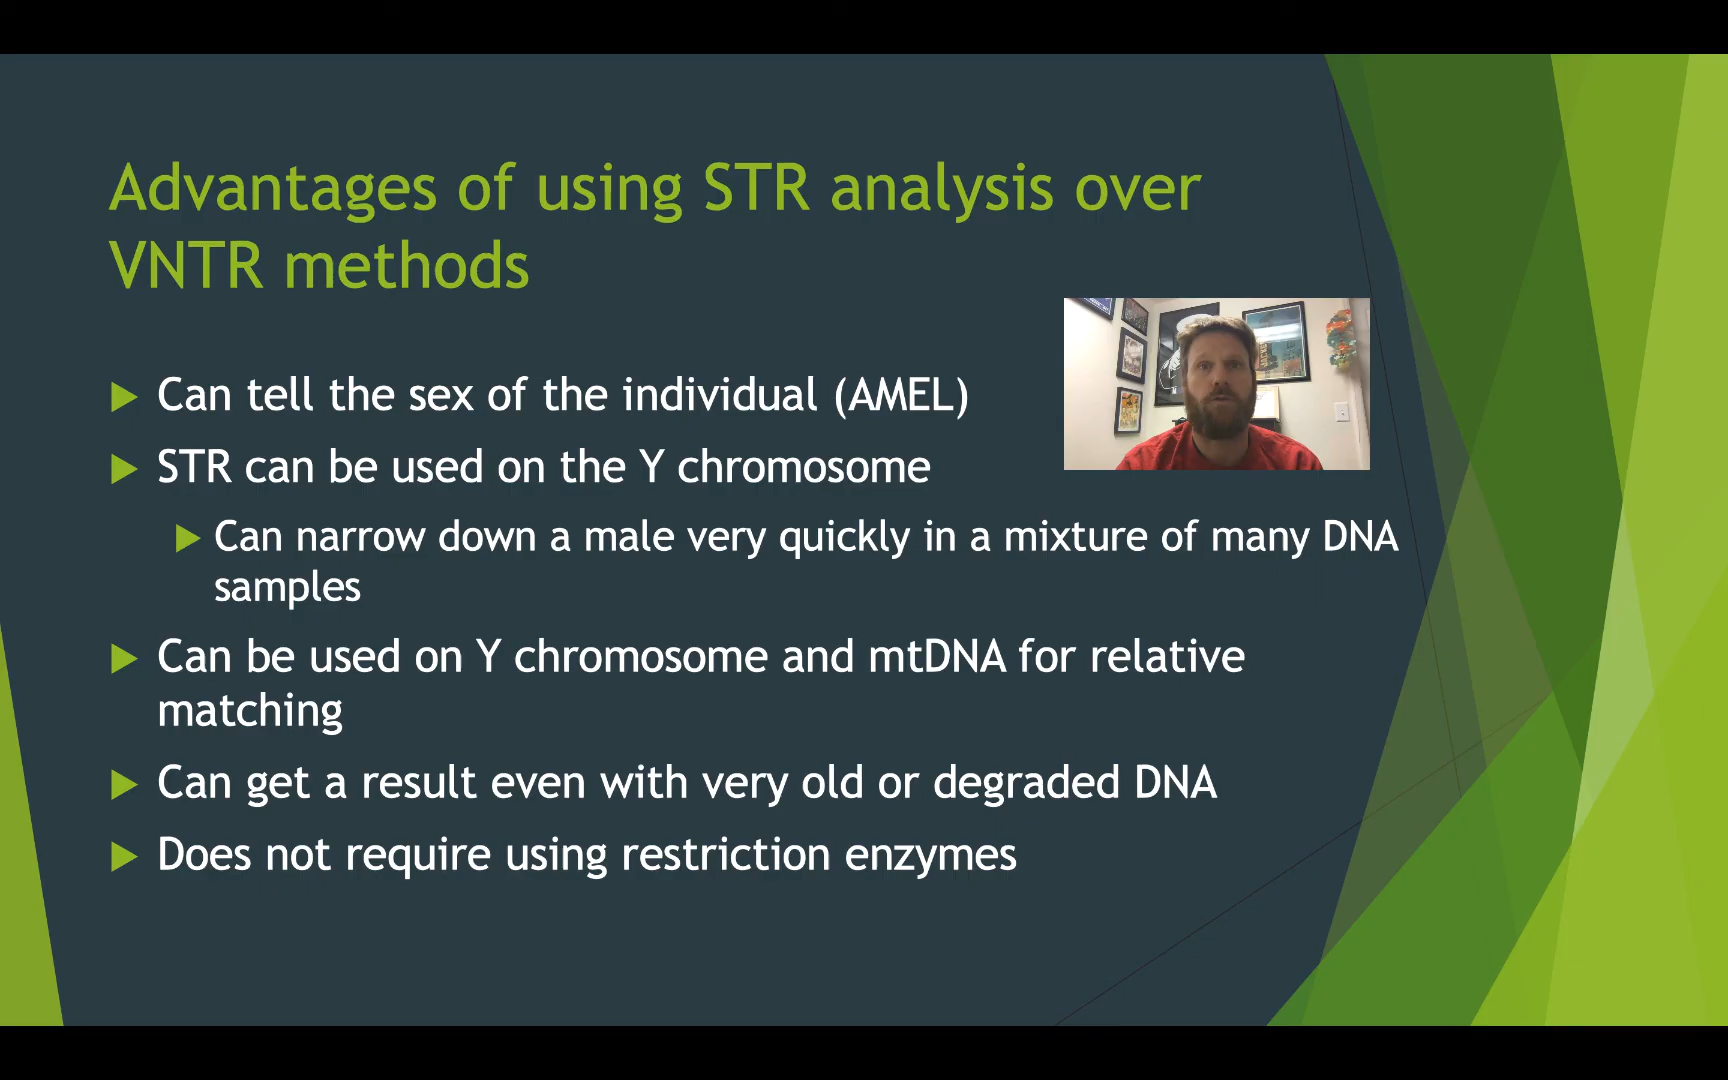 Advantages of using STR analysis over
VNTR methods
Can tell the sex of the individual (AMEL)
STR can be used on the Y chromosome
Can narrow down a male very quickly in a mixture of many DNA
samples
Can be used on Y chromosome and mtDNA for relative
matching
Can get a result even with very old or degraded DNA
Does not require using restriction enzymes